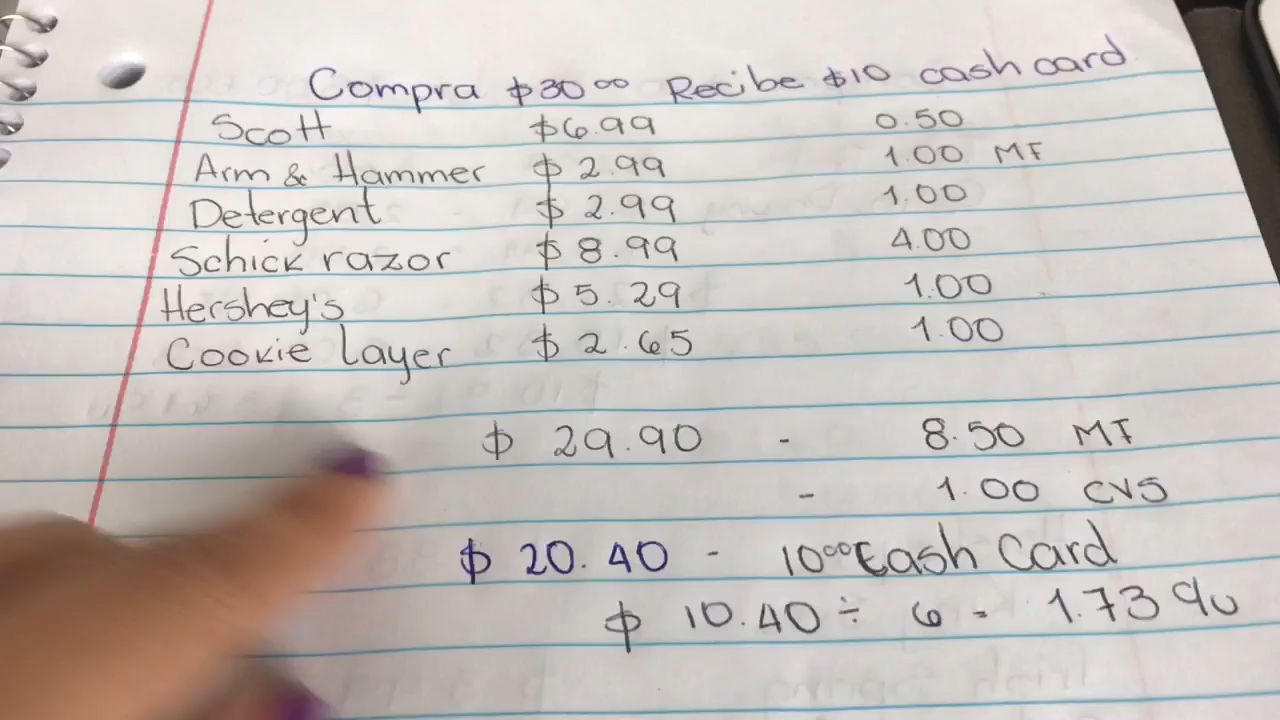 Compra $30⁰⁰ Recibe $10 cash card
Scott $6.99 0.50
Arm & Hammer $2.99 1.00 MF
Detergent $2.99 1.00
Schick razor $8.99 4.00
Hershey's $5.29 1.00
Cookie layer $2.65 1.00
$ 29.90 - 8.50 MF
- 1.00 CVS
$ 20.40 - 10⁰⁰ Cash Card
$ 10.40 ÷ 6 = 1.73 c/u